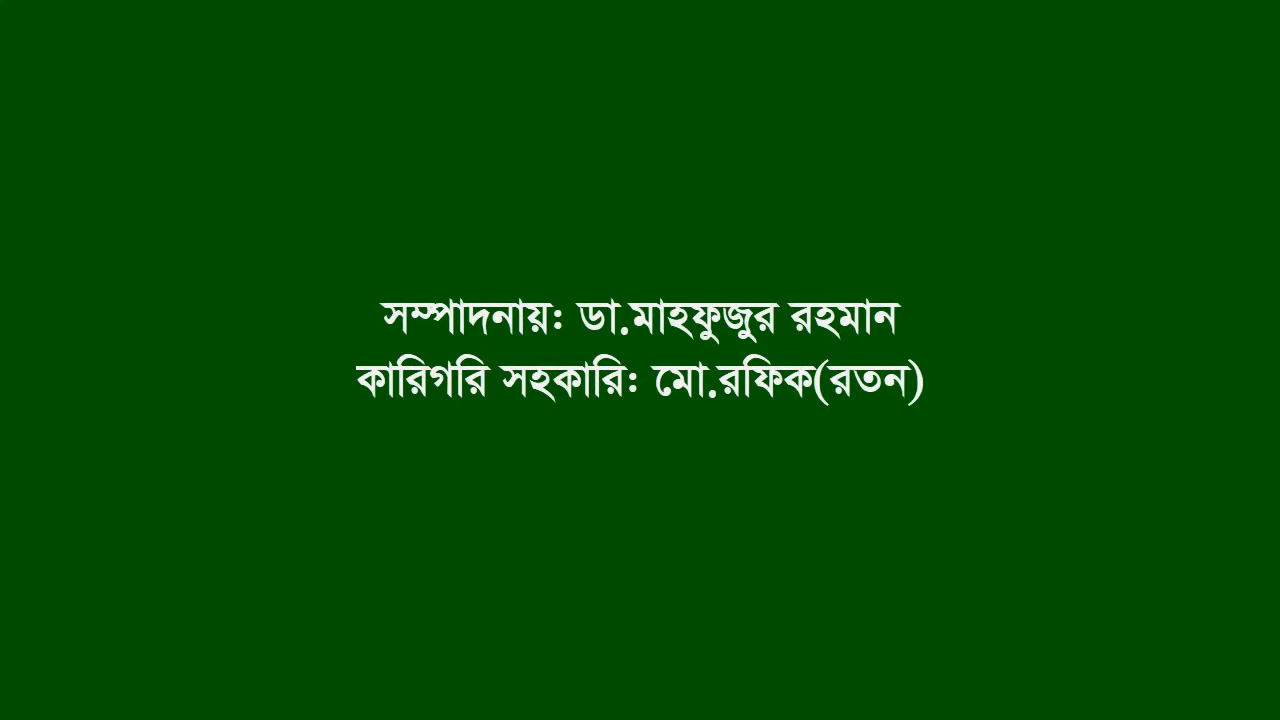 সম্পাদনায়: ডা.মাহফুজুর রহমান
কারিগরি সহকারি: মো.রফিক(রতন)